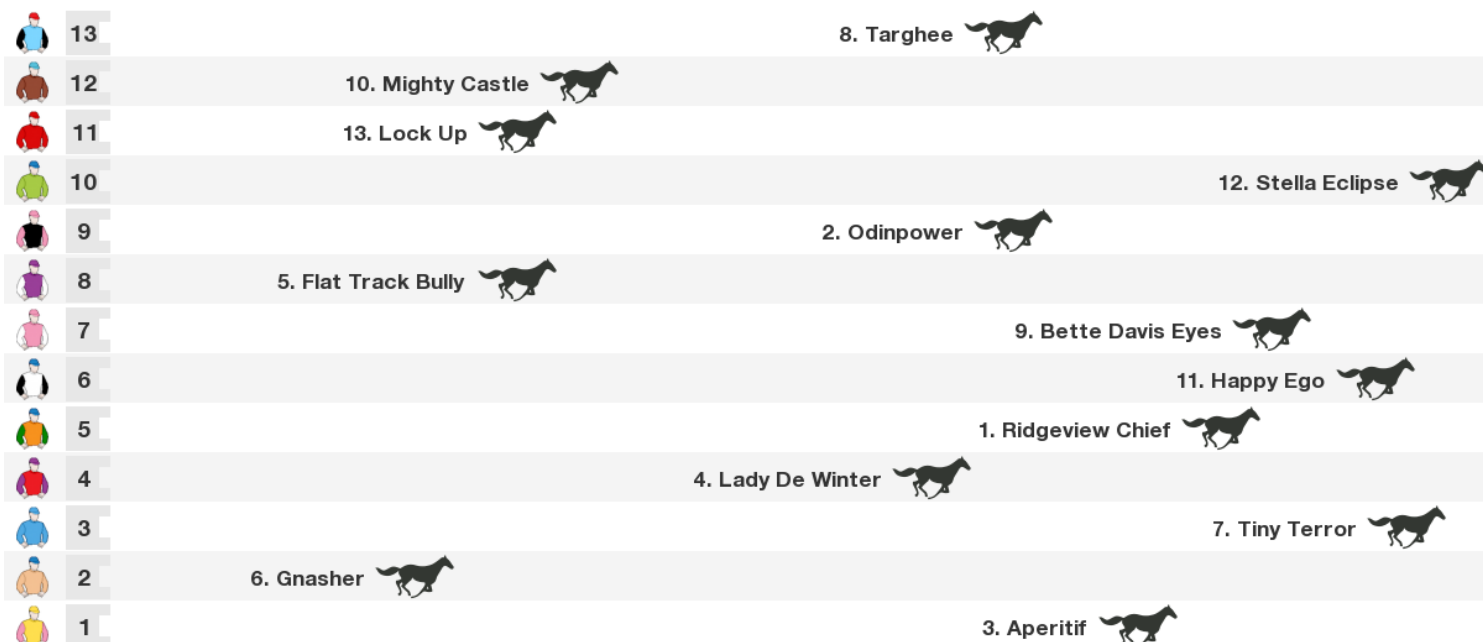 13 8. Targhee
12 10. Mighty Castle
11 13. Lock Up
10 12. Stella Eclipse
9 2. Odinpower
8 5. Flat Track Bully
7 9. Bette Davis Eyes
6 11. Happy Ego
5 1. Ridgeview Chief
4 4. Lady De Winter
3 7. Tiny Terror
2 6. Gnasher
1 3. Aperitif